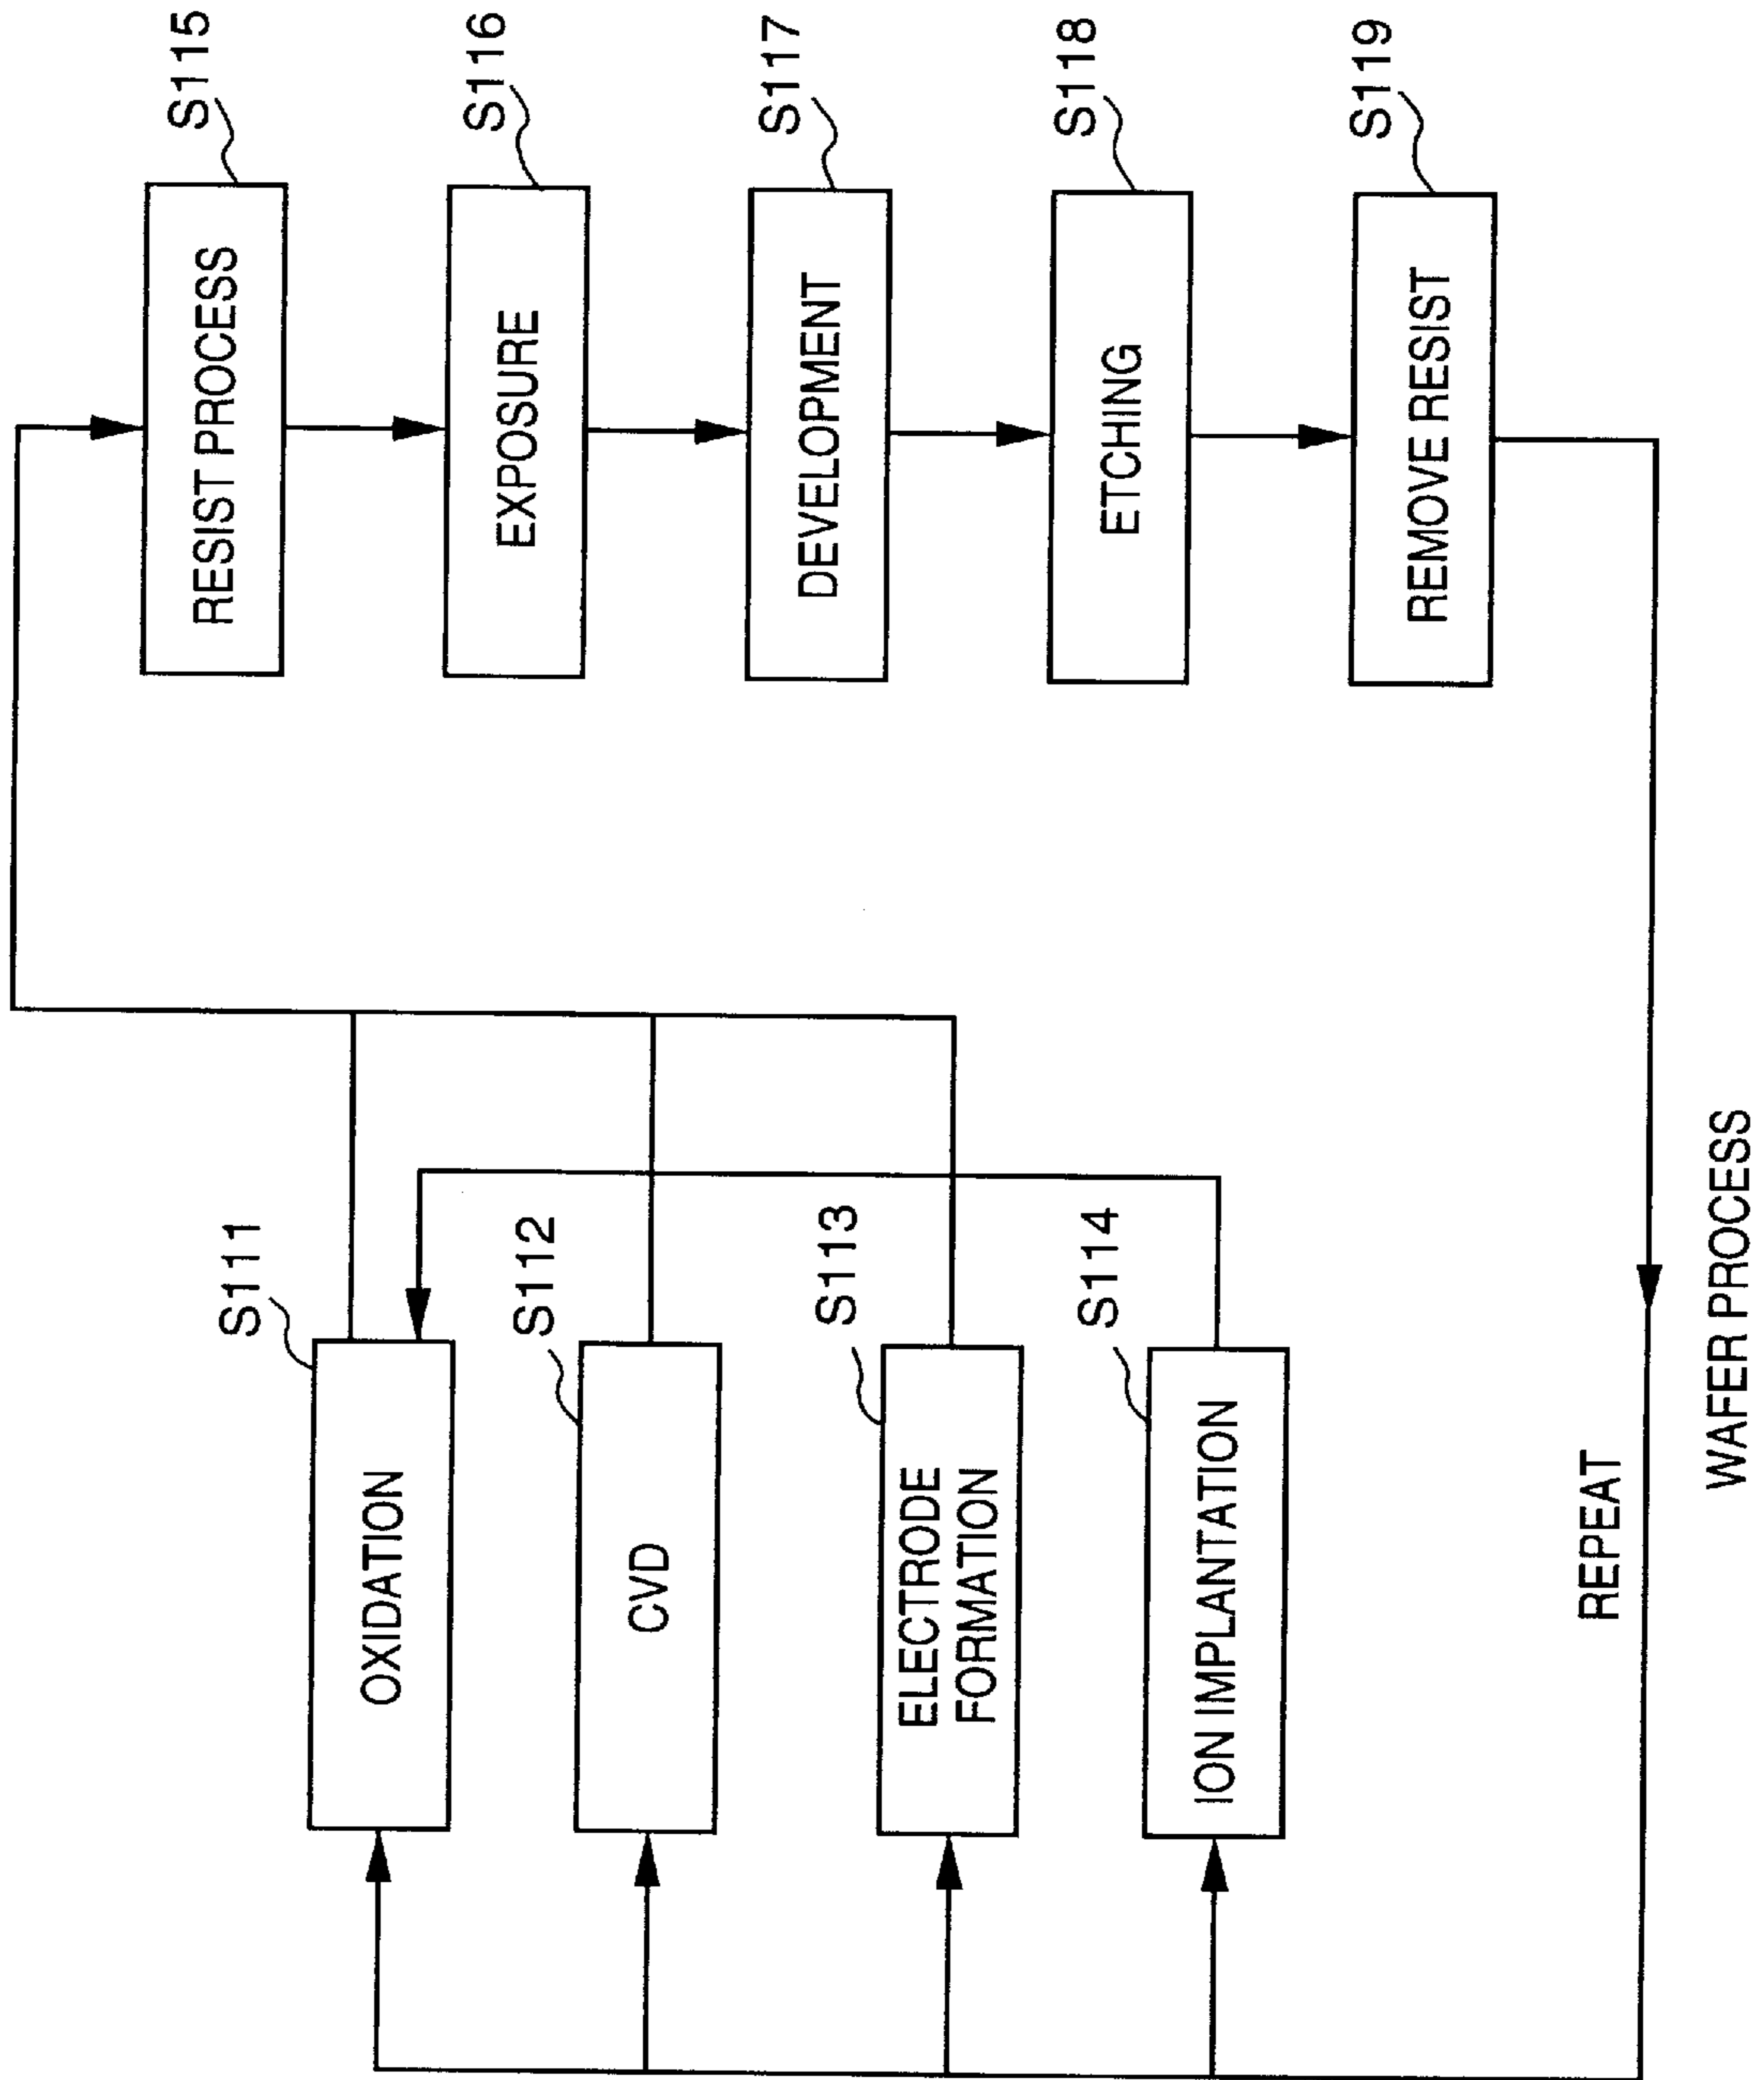 S111
OXIDATION
S112
CVD
S113
ELECTRODE
FORMATION
S114
ION IMPLANTATION
S115
RESIST PROCESS
S116
EXPOSURE
S117
DEVELOPMENT
S118
ETCHING
S119
REMOVE RESIST
REPEAT
WAFER PROCESS